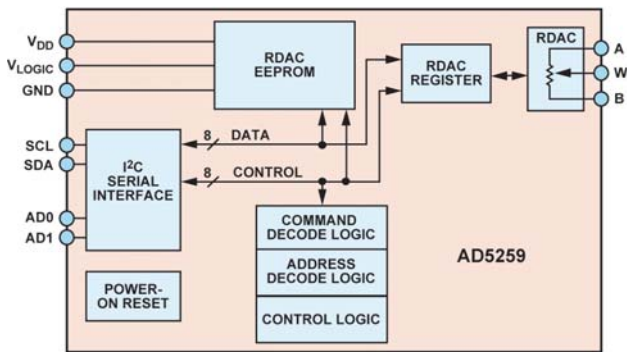 VDD
VLOGIC
GND
SCL
SDA
AD0
AD1
RDAC
EEPROM
RDAC
REGISTER
RDAC
A
W
B
8 DATA
8 CONTROL
I²C
SERIAL
INTERFACE
POWER-
ON RESET
COMMAND
DECODE LOGIC
ADDRESS
DECODE LOGIC
CONTROL LOGIC
AD5259